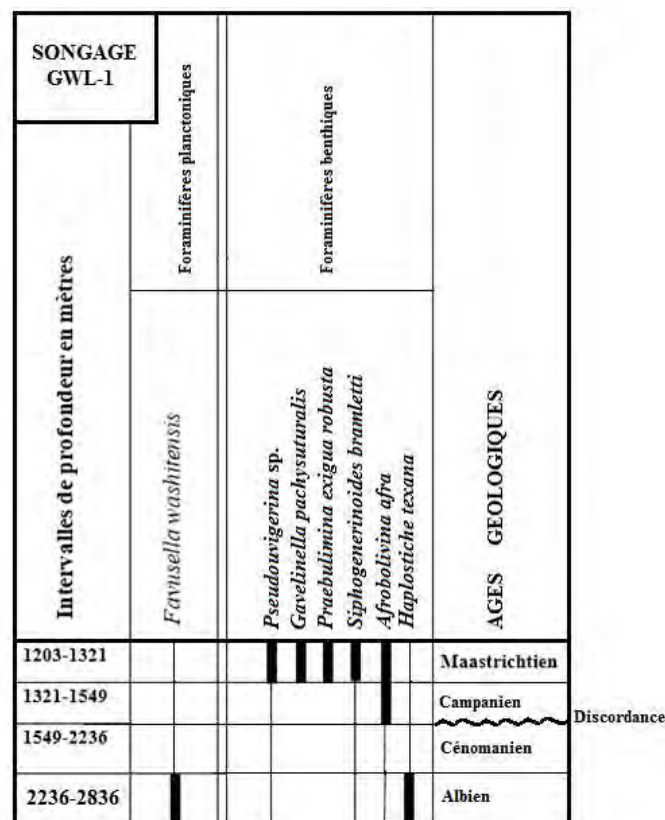 SONGAGE
GWL-1
Intervalles de profondeur en mètres
Foraminifères planctoniques
Foraminifères benthiques
Favusella washitensis
Pseudouvigerina sp.
Gavelinella pachysuturalis
Praebulimina exigua robusta
Siphogenerinoides bramletti
Afrobolivina afra
Haplostiche texana
AGES GEOLOGIQUES
1203-1321
Maastrichtien
1321-1549
Campanien
Discordance
1549-2236
Cénomanien
2236-2836
Albien